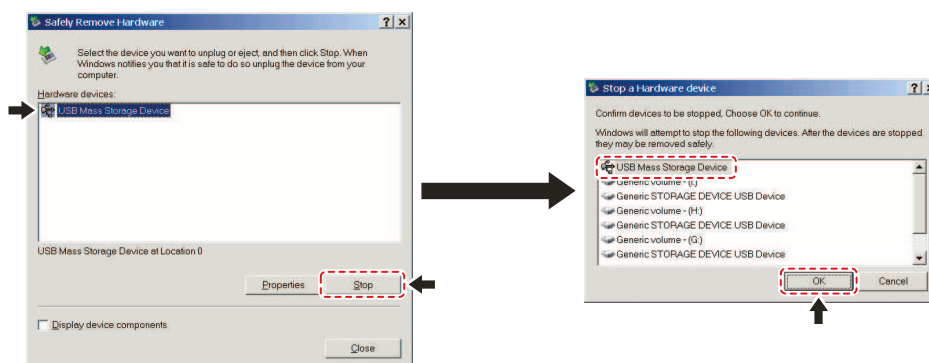 Safely Remove Hardware
Select the device you want to unplug or eject, and then click Stop. When
Windows notifies you that it is safe to do so unplug the device from your
computer.
Hardware devices:
USB Mass Storage Device
USB Mass Storage Device at Location 0
Properties
Stop
Display device components
Close
Stop a Hardware device
Confirm devices to be stopped, Choose OK to continue.
Windows will attempt to stop the following devices. After the devices are stopped
they may be removed safely.
USB Mass Storage Device
Generic volume - (I:)
Generic STORAGE DEVICE USB Device
Generic volume - (H:)
Generic STORAGE DEVICE USB Device
Generic volume - (G:)
Generic STORAGE DEVICE USB Device
OK
Cancel